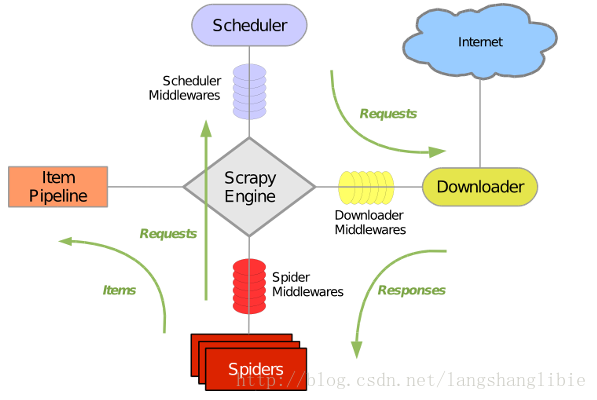 Scheduler
Internet
Scheduler
Middlewares
Requests
Item
Pipeline
Scrapy
Engine
Downloader
Downloader
Middlewares
Requests
Spider
Middlewares
Items
Responses
Spiders
http://blog.csdn.net/langshanglibie